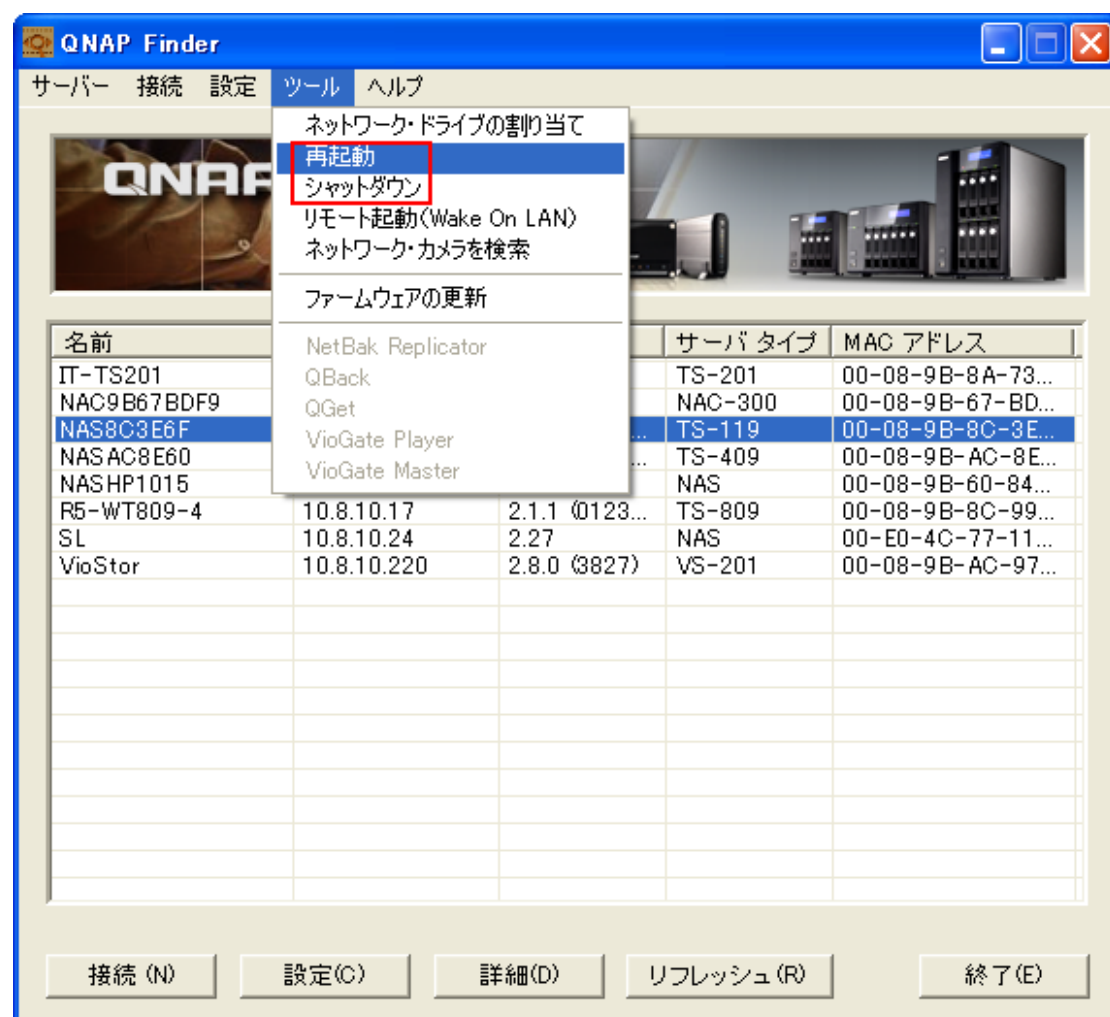 QNAP Finder
サーバー 接続 設定 ツール ヘルプ
ネットワーク・ドライブの割り当て
再起動
シャットダウン
リモート起動(Wake On LAN)
ネットワーク・カメラを検索
ファームウェアの更新
NetBak Replicator
QBack
QGet
VioGate Player
VioGate Master
QNAP
名前 サーバ タイプ MAC アドレス
IT-TS201 TS-201 00-08-9B-8A-73...
NAC9B67BDF9 NAC-300 00-08-9B-67-BD...
NAS8C3E6F ... TS-119 00-08-9B-8C-3E...
NASAC8E60 ... TS-409 00-08-9B-AC-8E...
NASHP1015 NAS 00-08-9B-60-84...
R5-WT809-4 10.8.10.17 2.1.1 (0123... TS-809 00-08-9B-8C-99...
SL 10.8.10.24 2.27 NAS 00-E0-4C-77-11...
VioStor 10.8.10.220 2.8.0 (3827) VS-201 00-08-9B-AC-97...
接続 (N) 設定(C) 詳細(D) リフレッシュ(R) 終了(E)